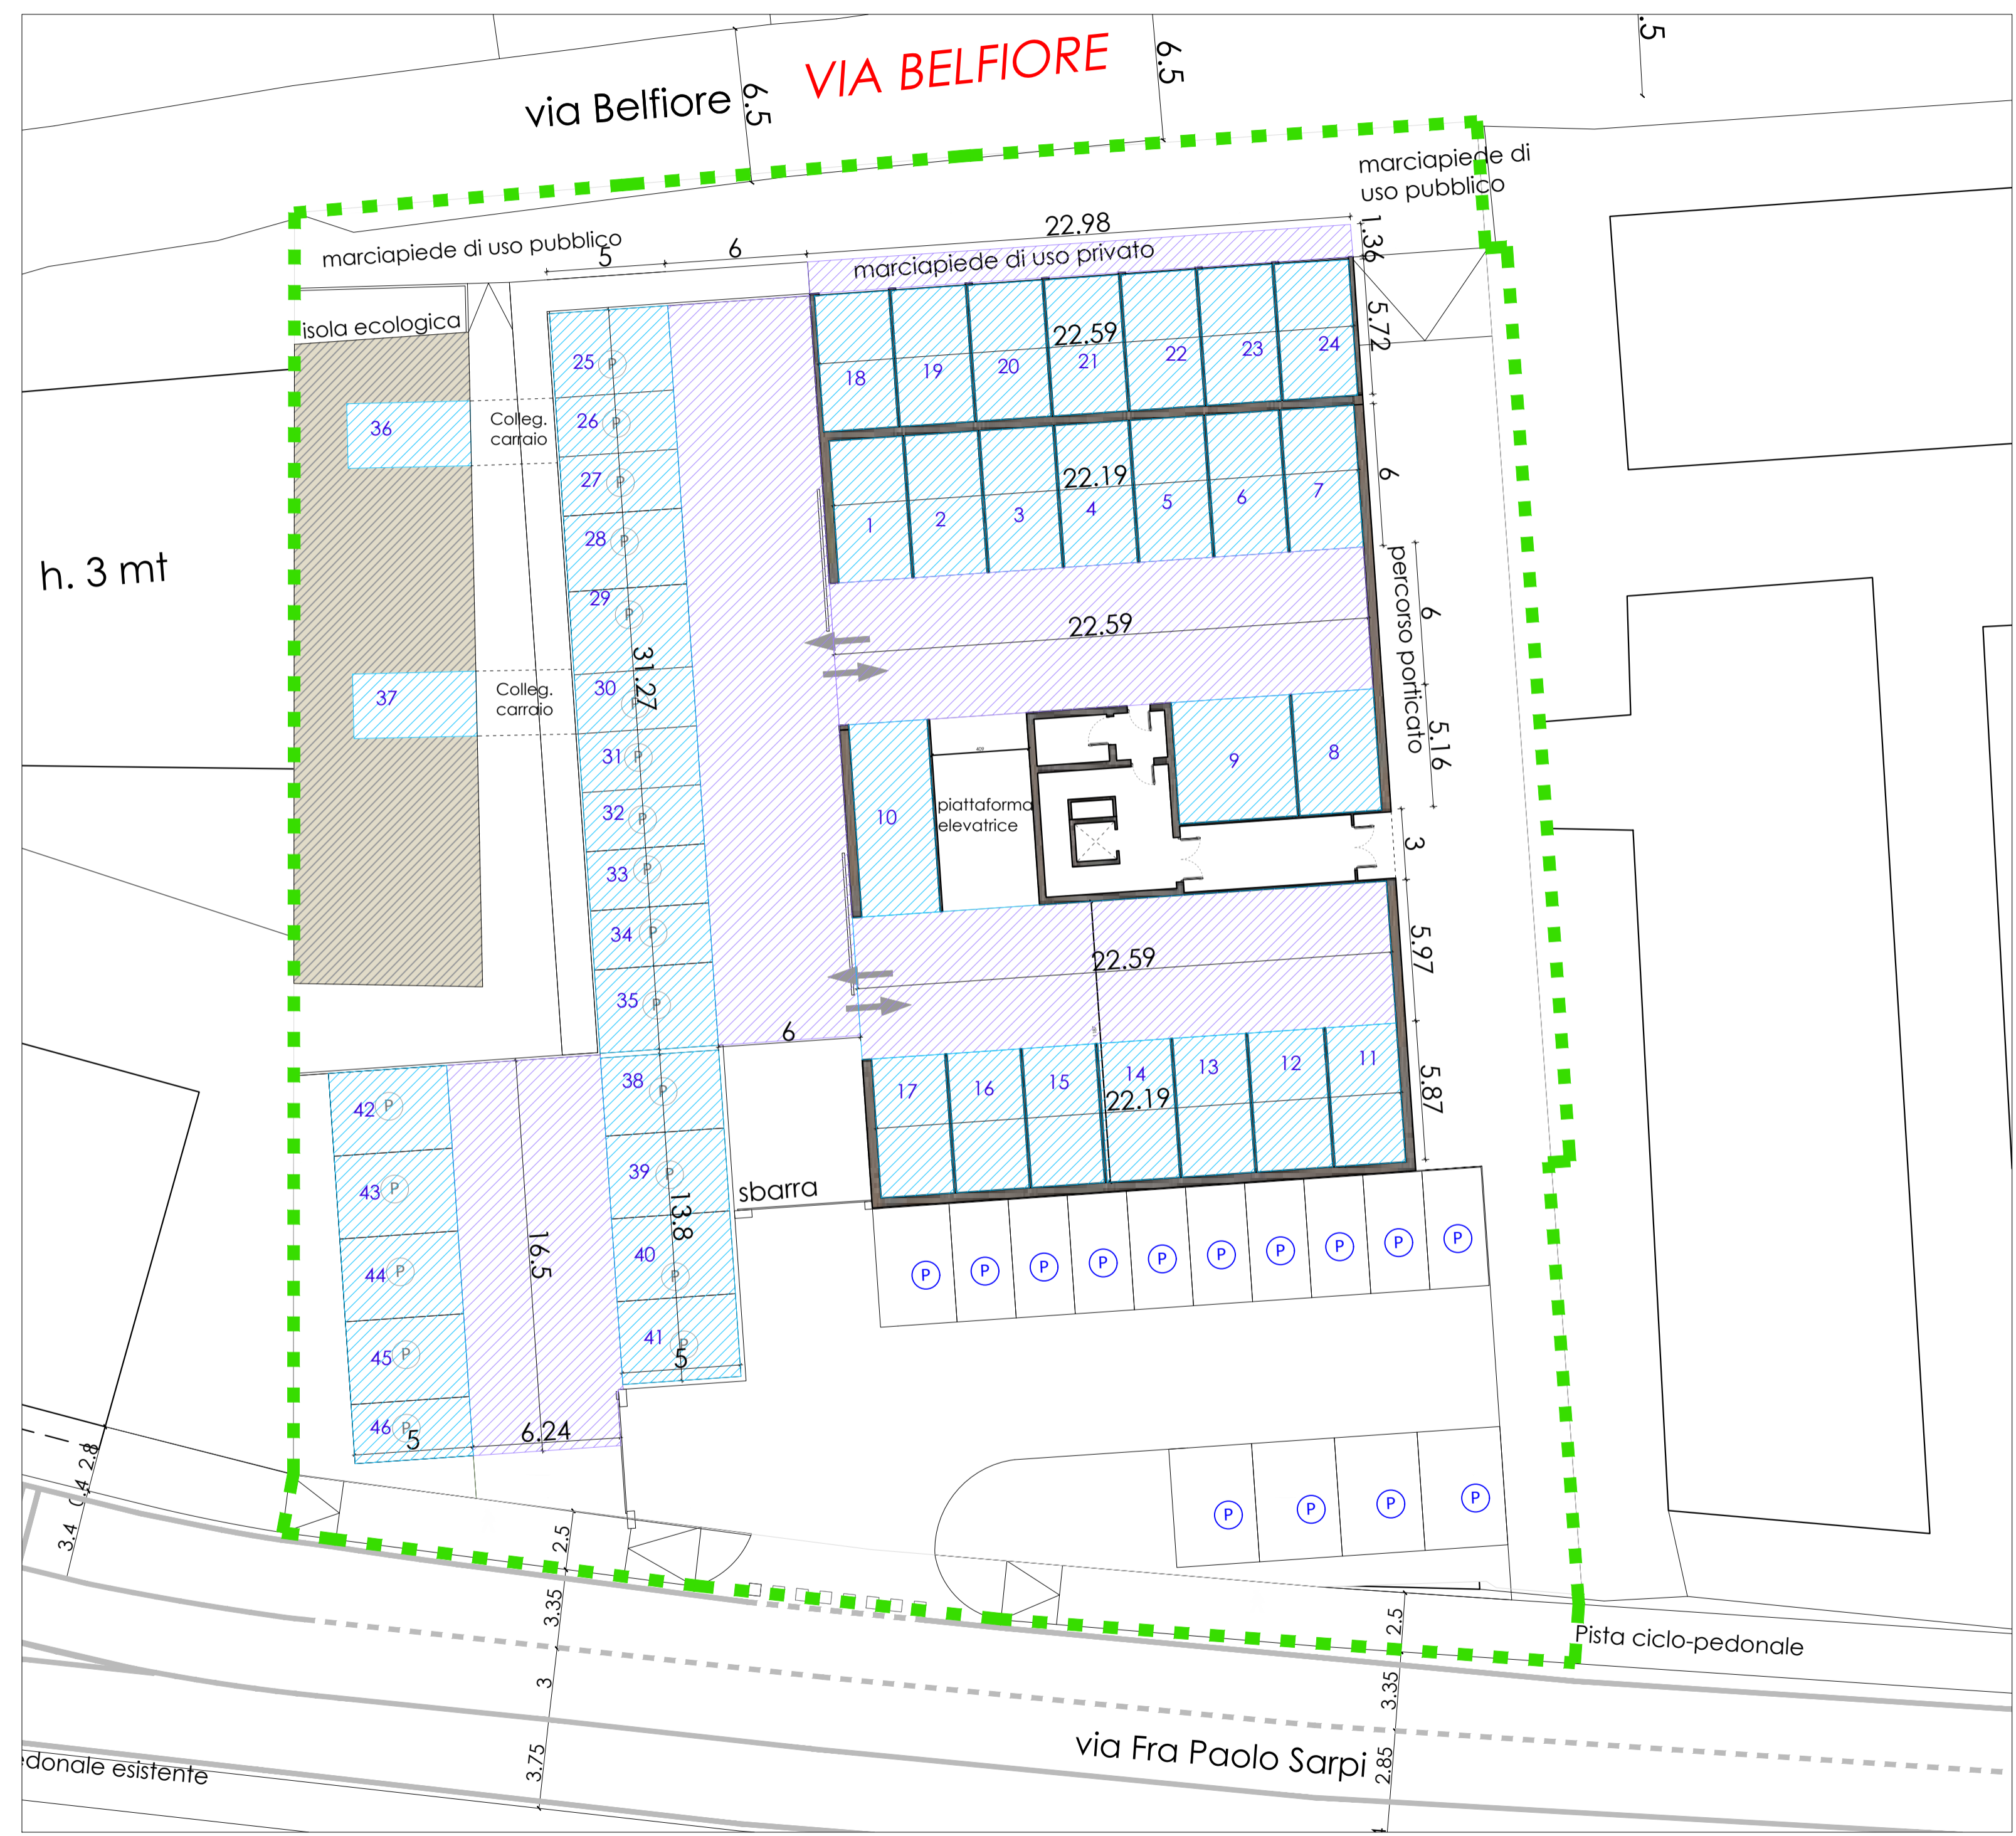 .5
6.5
VIA BELFIORE
6.5
via Belfiore
marciapiede di
uso pubblico
22.98
1.36
marciapiede di uso pubblico
5
6
marciapiede di uso privato
isola ecologica
22.59
5.72
25 P
18
19
20
21
22
23
24
36
Colleg.
carraio
26 P
27 P
22.19
6
28 P
1
2
3
4
5
6
7
h. 3 mt
29 P
22.59
percorso porticato
6
31.27
37
Colleg.
carraio
30 P
31 P
9
8
5.16
32 P
10
piattaforma
elevatrice
3
33 P
34 P
22.59
5.97
35 P
6
38 P
17
16
15
14
13
12
11
22.19
5.87
42 P
43 P
39 P
13.8
sbarra
16.5
44 P
40 P
P P P P P P P P P P
45 P
41 P
5
46 P
5
6.24
2.8
0.4
3.4
2.5
3.35
3
3.75
P P P P
2.5
3.35
2.85
Pista ciclo-pedonale
via Fra Paolo Sarpi
edonale esistente